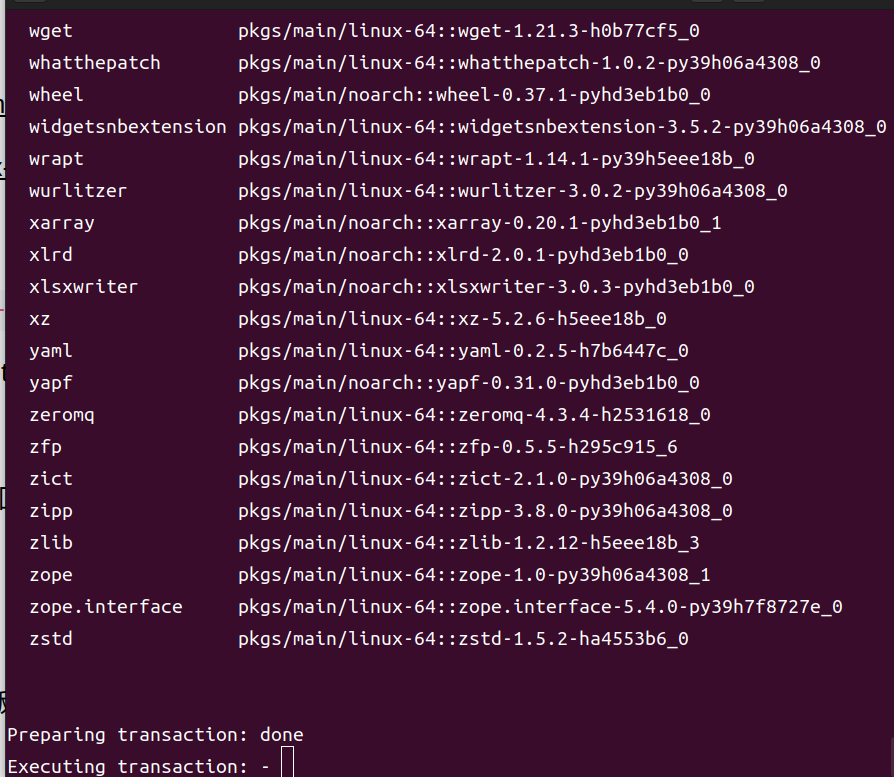 wget pkgs/main/linux-64::wget-1.21.3-h0b77cf5_0
whatthepatch pkgs/main/linux-64::whatthepatch-1.0.2-py39h06a4308_0
wheel pkgs/main/noarch::wheel-0.37.1-pyhd3eb1b0_0
widgetsnbextension pkgs/main/linux-64::widgetsnbextension-3.5.2-py39h06a4308_0
wrapt pkgs/main/linux-64::wrapt-1.14.1-py39h5eee18b_0
wurlitzer pkgs/main/linux-64::wurlitzer-3.0.2-py39h06a4308_0
xarray pkgs/main/noarch::xarray-0.20.1-pyhd3eb1b0_1
xlrd pkgs/main/noarch::xlrd-2.0.1-pyhd3eb1b0_0
xlsxwriter pkgs/main/noarch::xlsxwriter-3.0.3-pyhd3eb1b0_0
xz pkgs/main/linux-64::xz-5.2.6-h5eee18b_0
yaml pkgs/main/linux-64::yaml-0.2.5-h7b6447c_0
yapf pkgs/main/noarch::yapf-0.31.0-pyhd3eb1b0_0
zeromq pkgs/main/linux-64::zeromq-4.3.4-h2531618_0
zfp pkgs/main/linux-64::zfp-0.5.5-h295c915_6
zict pkgs/main/linux-64::zict-2.1.0-py39h06a4308_0
zipp pkgs/main/linux-64::zipp-3.8.0-py39h06a4308_0
zlib pkgs/main/linux-64::zlib-1.2.12-h5eee18b_3
zope pkgs/main/linux-64::zope-1.0-py39h06a4308_1
zope.interface pkgs/main/linux-64::zope.interface-5.4.0-py39h7f8727e_0
zstd pkgs/main/linux-64::zstd-1.5.2-ha4553b6_0
Preparing transaction: done
Executing transaction: -